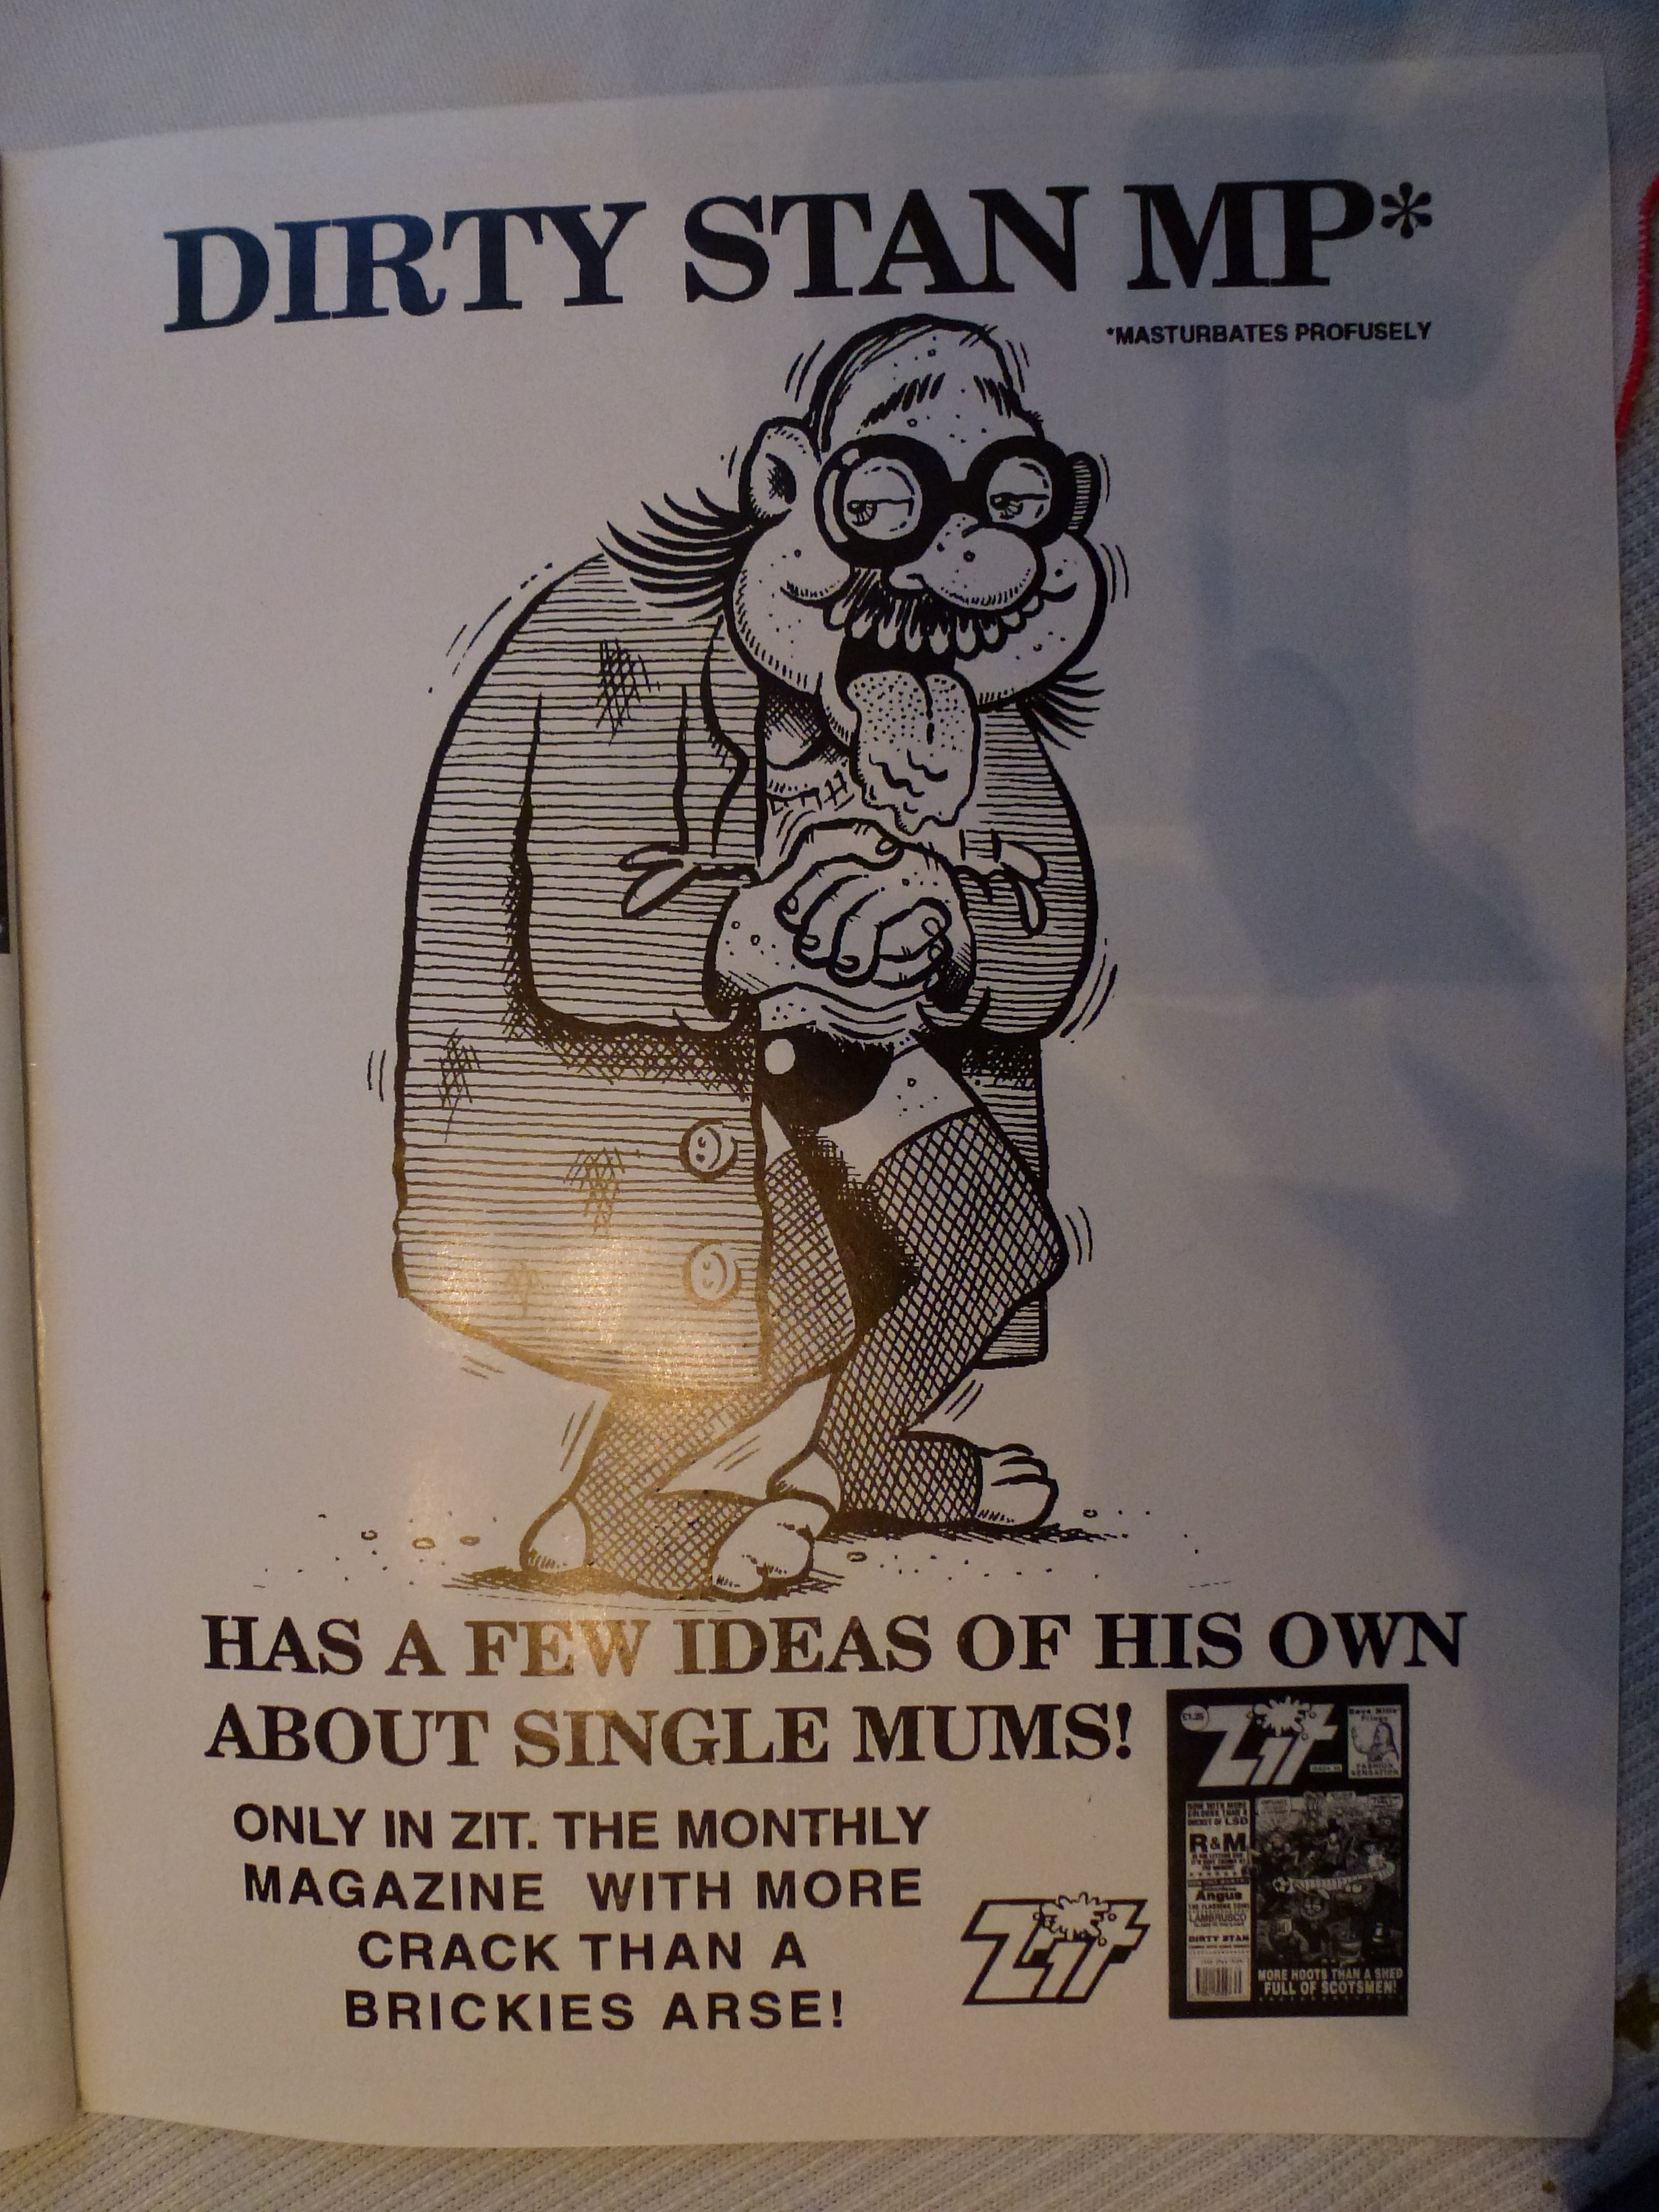 DIRTY STAN MP*
*MASTURBATES PROFUSELY
HAS A FEW IDEAS OF HIS OWN
ABOUT SINGLE MUMS!
ONLY IN ZIT. THE MONTHLY
MAGAZINE WITH MORE
CRACK THAN A
BRICKIES ARSE!
Zit
£1.25
Zit
R&M
Angus
LAMBRUSCO
DIRTY STAN
MORE HOOTS THAN A SHED
FULL OF SCOTSMEN!